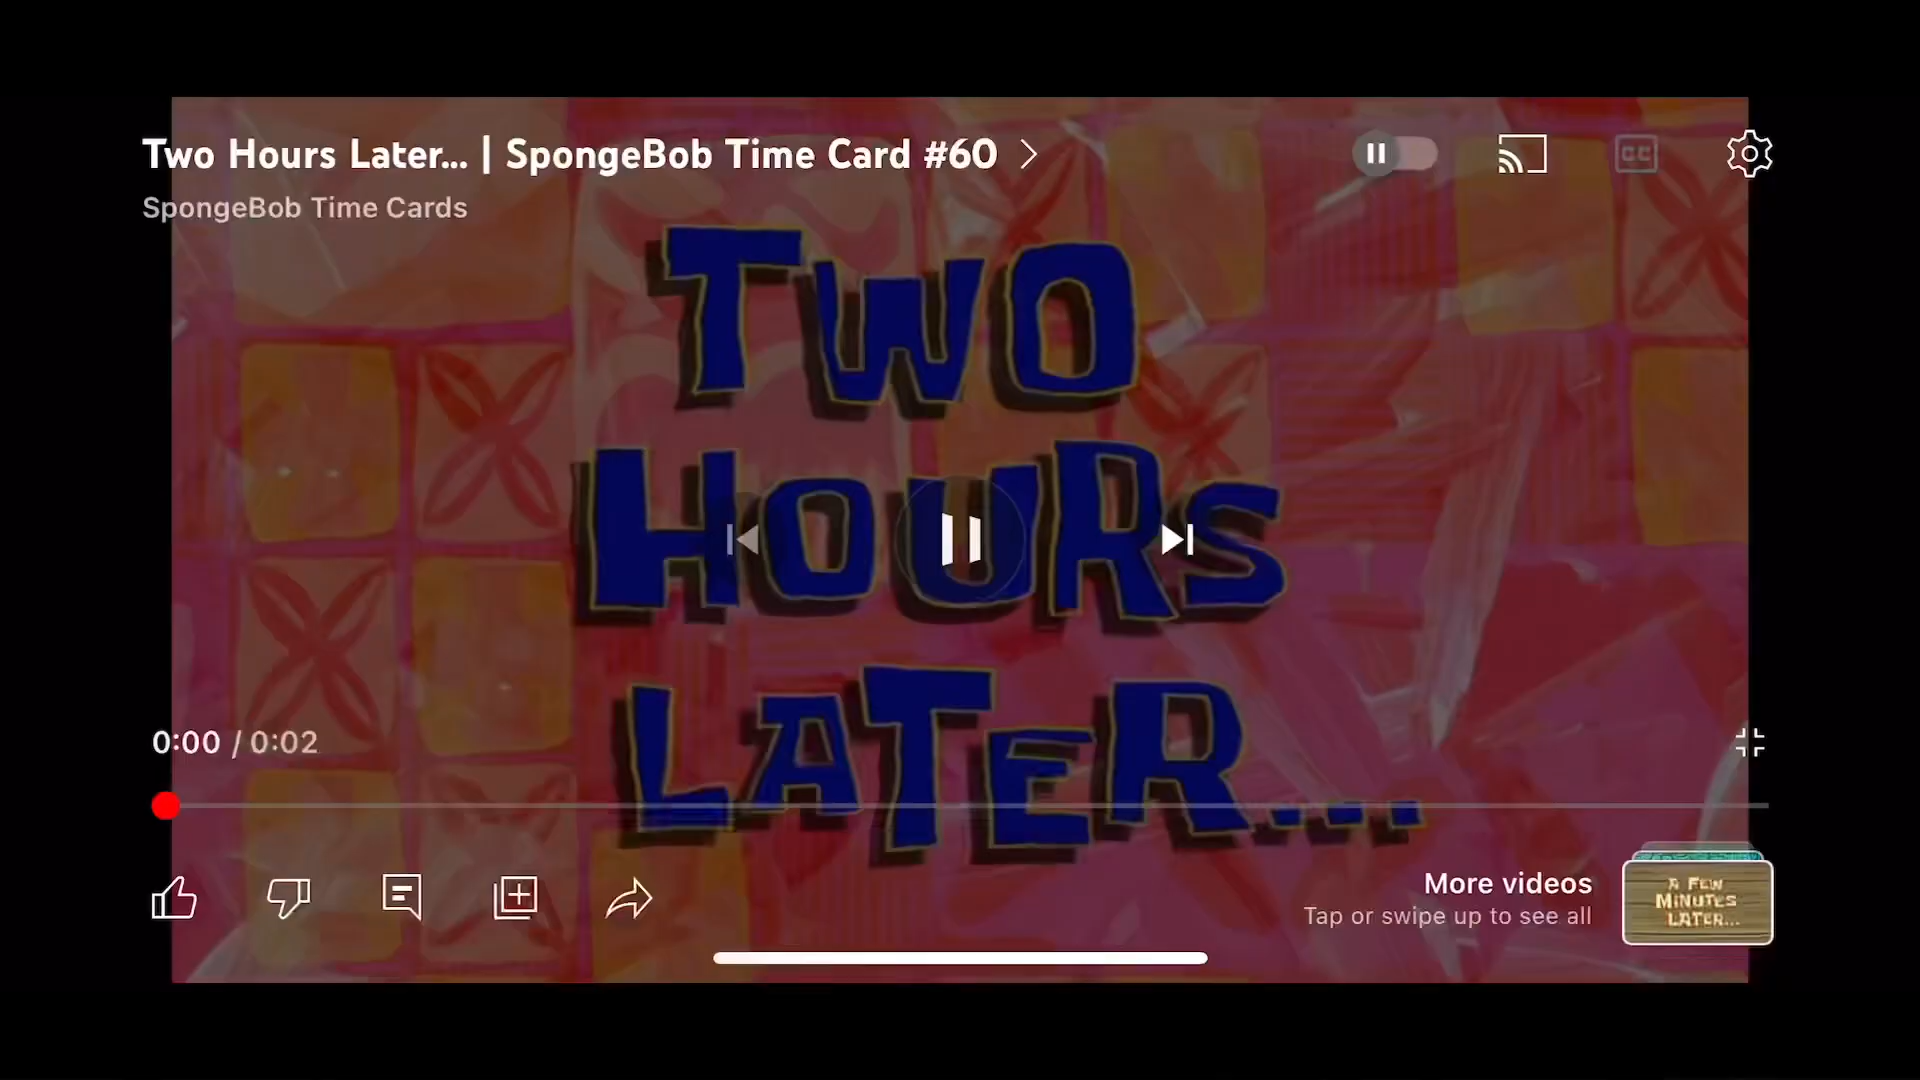 Two Hours Later... | SpongeBob Time Card #60
SpongeBob Time Cards
CC
TWO
HOURS
LATER...
0:00 / 0:02
More videos
Tap or swipe up to see all
A FEW
MINUTES
LATER...